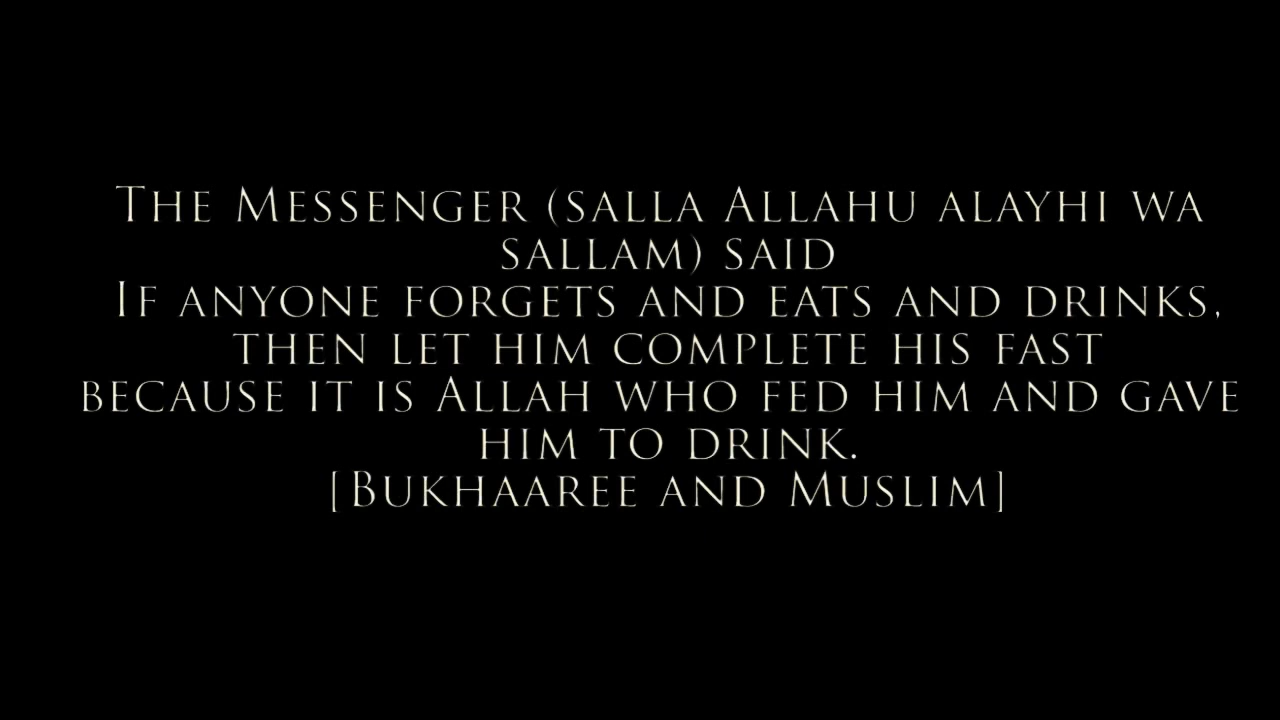 The Messenger (salla Allahu alayhi wa
sallam) said
If anyone forgets and eats and drinks,
then let him complete his fast
because it is Allah who fed him and gave
him to drink.
[Bukhaaree and Muslim]